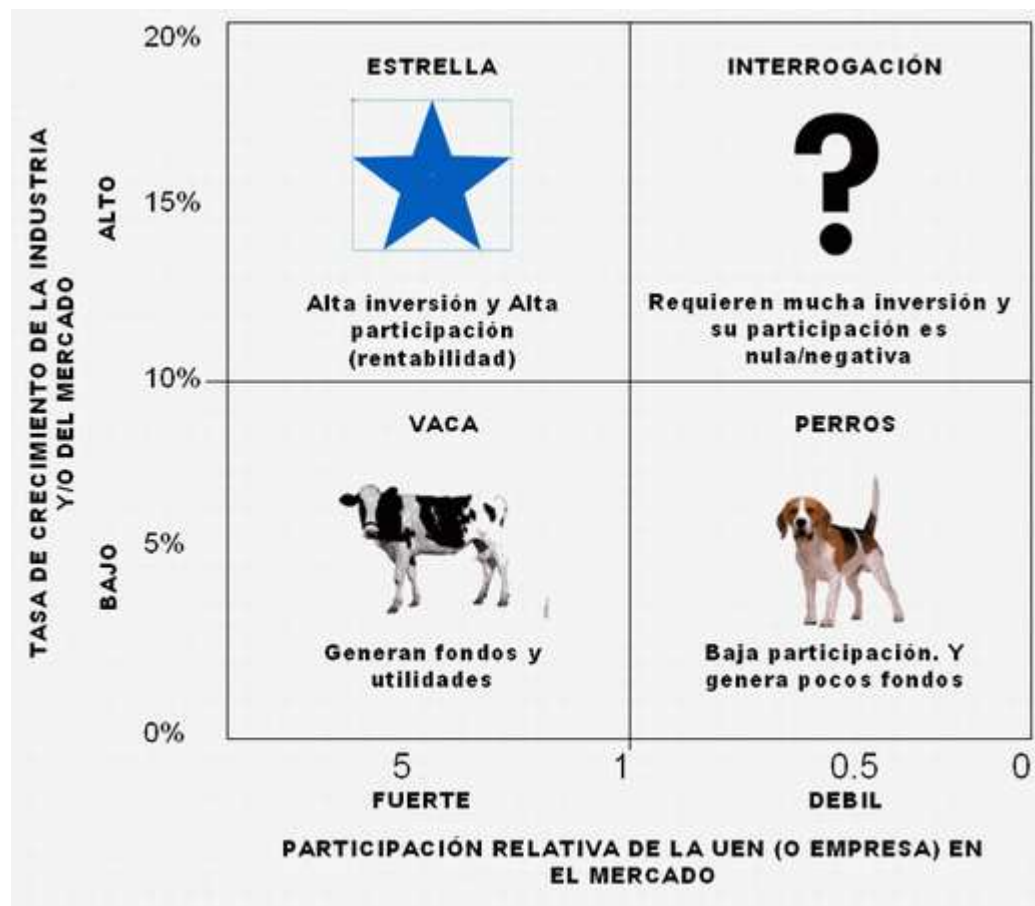 20%
ESTRELLA
INTERROGACIÓN
TASA DE CRECIMIENTO DE LA INDUSTRIA
Y/O DEL MERCADO
ALTO
15%
Alta inversión y Alta
participación
(rentabilidad)
Requieren mucha inversión y
su participación es
nula/negativa
10%
VACA
PERROS
BAJO
5%
Generan fondos y
utilidades
Baja participación. Y
genera pocos fondos
0%
5
1
0.5
0
FUERTE
DEBIL
PARTICIPACIÓN RELATIVA DE LA UEN (O EMPRESA) EN
EL MERCADO